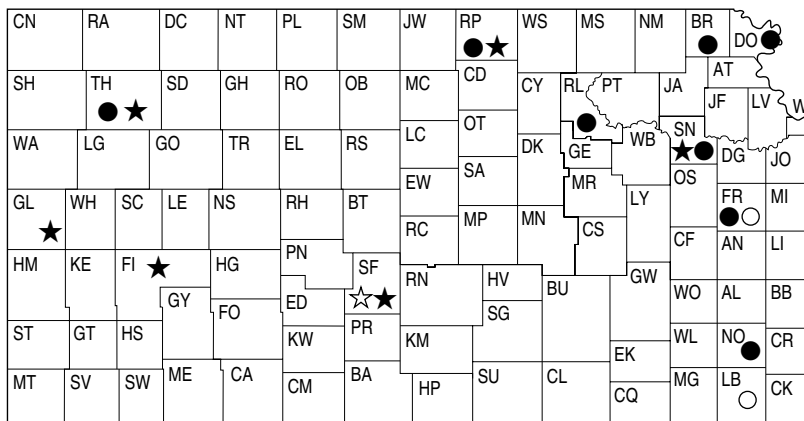 CN RA DC NT PL SM JW RP WS MS NM BR DO
SH TH SD GH RO OB MC CD CY RL PT JA AT
WA LG GO TR EL RS LC OT DK GE WB SN JF LV W
GL WH SC LE NS RH BT EW SA MR LY OS DG JO
RC MP MN CS FR MI
HM KE FI HG PN SF CF AN LI
GY ED RN HV BU GW WO AL BB
ST GT HS FO KW PR KM SG EK WL NO CR
MT SV SW ME CA CM BA HP SU CL CQ MG LB CK